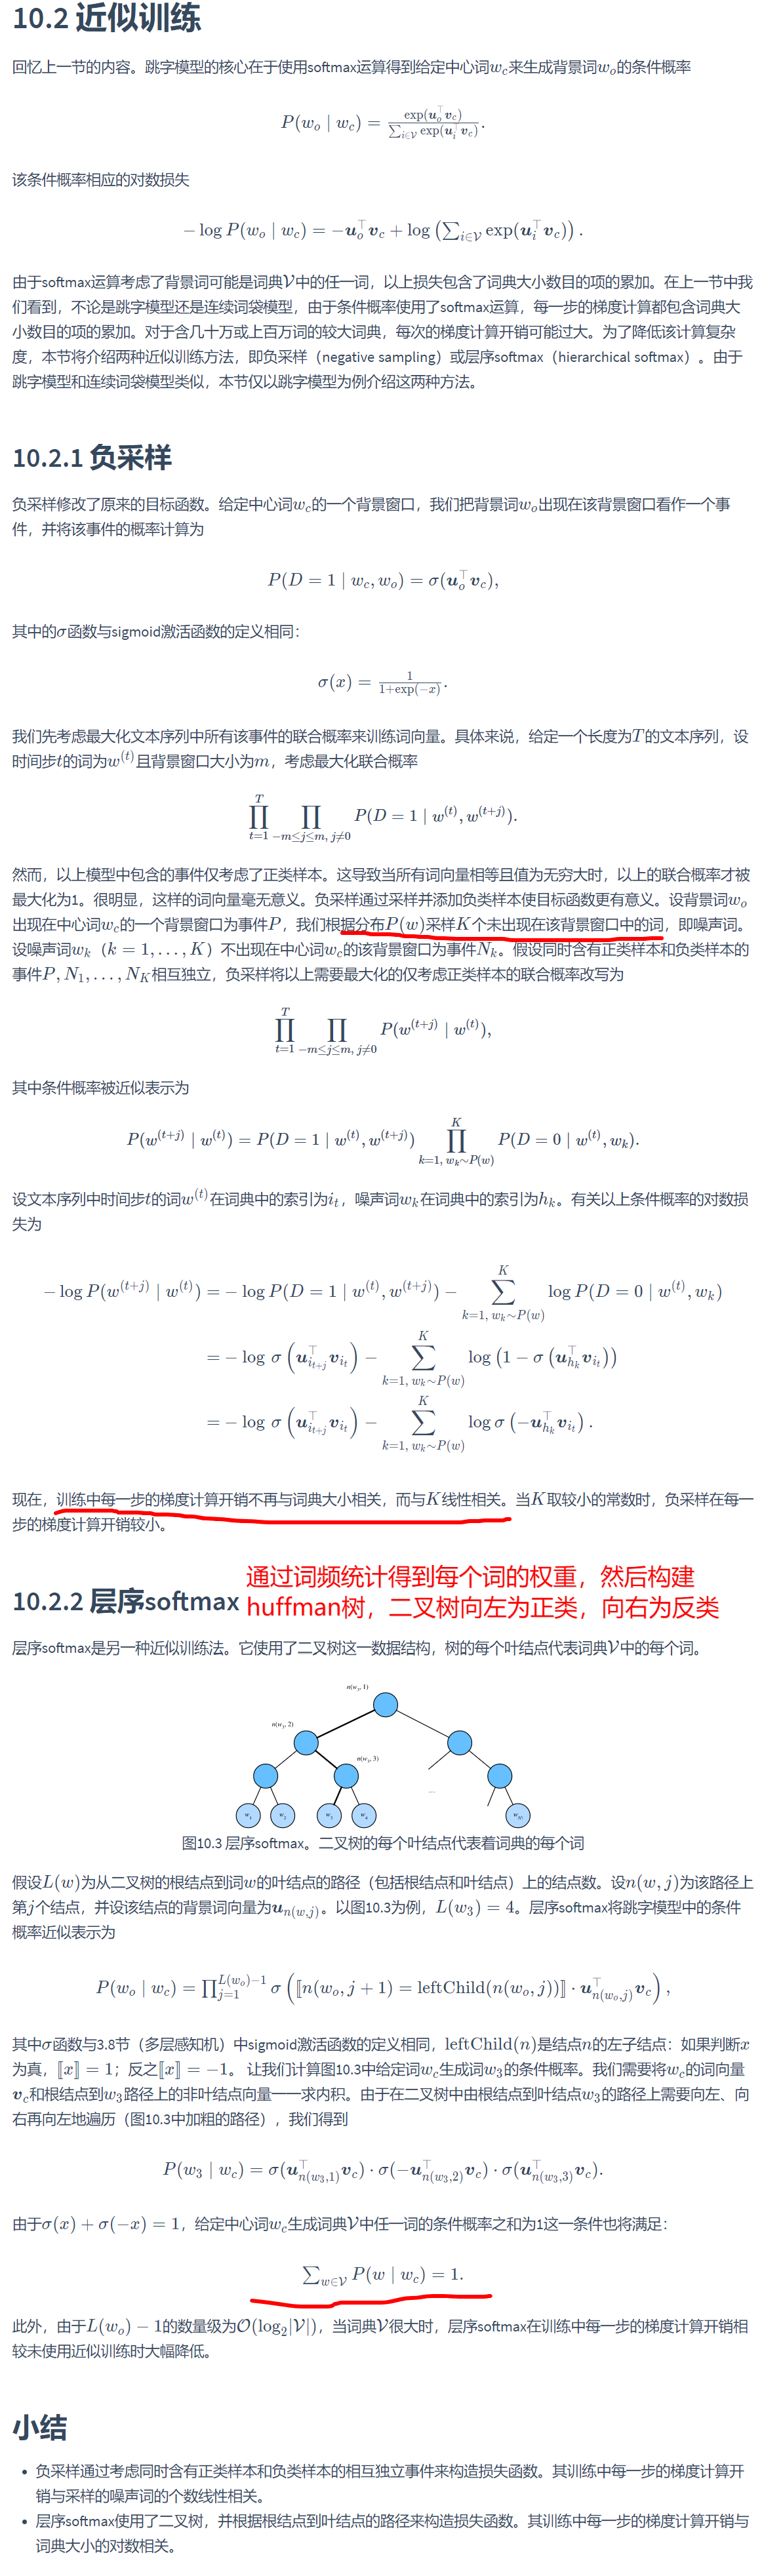 10.2 近似训练
回忆上一节的内容。跳字模型的核心在于使用softmax运算得到给定中心词$w_c$来生成背景词$w_o$的条件概率
$P(w_o \mid w_c) = \frac{\exp(\boldsymbol{u}_o^\top \boldsymbol{v}_c)}{\sum_{i \in \mathcal{V}} \exp(\boldsymbol{u}_i^\top \boldsymbol{v}_c)}.$
该条件概率相应的对数损失
$-\log P(w_o \mid w_c) = -\boldsymbol{u}_o^\top \boldsymbol{v}_c + \log\left(\sum_{i \in \mathcal{V}} \exp(\boldsymbol{u}_i^\top \boldsymbol{v}_c)\right).$
由于softmax运算考虑了背景词可能是词典$\mathcal{V}$中的任一词，以上损失包含了词典大小数目的项的累加。在上一节中我
们看到，不论是跳字模型还是连续词袋模型，由于条件概率使用了softmax运算，每一步的梯度计算都包含词典大
小数目的项的累加。对于含几十万或上百万词的较大词典，每次的梯度计算开销可能过大。为了降低该计算复杂
度，本节将介绍两种近似训练方法，即负采样（negative sampling）或层序softmax（hierarchical softmax）。由于
跳字模型和连续词袋模型类似，本节仅以跳字模型为例介绍这两种方法。
10.2.1 负采样
负采样修改了原来的目标函数。给定中心词$w_c$的一个背景窗口，我们把背景词$w_o$出现在该背景窗口看作一个事
件，并将该事件的概率计算为
$P(D = 1 \mid w_c, w_o) = \sigma(\boldsymbol{u}_o^\top \boldsymbol{v}_c),$
其中的$\sigma$函数与sigmoid激活函数的定义相同：
$\sigma(x) = \frac{1}{1+\exp(-x)}.$
我们先考虑最大化文本序列中所有该事件的联合概率来训练词向量。具体来说，给定一个长度为$T$的文本序列，设
时间步$t$的词为$w^{(t)}$且背景窗口大小为$m$，考虑最大化联合概率
$\prod_{t=1}^{T} \prod_{-m \leq j \leq m,\, j \neq 0} P(D = 1 \mid w^{(t)}, w^{(t+j)}).$
然而，以上模型中包含的事件仅考虑了正类样本。这导致当所有词向量相等且值为无穷大时，以上的联合概率才被
最大化为1。很明显，这样的词向量毫无意义。负采样通过采样并添加负类样本使目标函数更有意义。设背景词$w_o$
出现在中心词$w_c$的一个背景窗口为事件$P$，我们根据分布$P(w)$采样$K$个未出现在该背景窗口中的词，即噪声词。
设噪声词$w_k$（$k = 1, \ldots, K$）不出现在中心词$w_c$的该背景窗口为事件$N_k$。假设同时含有正类样本和负类样本的
事件$P, N_1, \ldots, N_K$相互独立，负采样将以上需要最大化的仅考虑正类样本的联合概率改写为
$\prod_{t=1}^{T} \prod_{-m \leq j \leq m,\, j \neq 0} P(w^{(t+j)} \mid w^{(t)}),$
其中条件概率被近似表示为
$P(w^{(t+j)} \mid w^{(t)}) = P(D = 1 \mid w^{(t)}, w^{(t+j)}) \prod_{k=1,\, w_k \sim P(w)}^{K} P(D = 0 \mid w^{(t)}, w_k).$
设文本序列中时间步$t$的词$w^{(t)}$在词典中的索引为$i_t$，噪声词$w_k$在词典中的索引为$h_k$。有关以上条件概率的对数损
失为
$-\log P(w^{(t+j)} \mid w^{(t)}) = -\log P(D = 1 \mid w^{(t)}, w^{(t+j)}) - \sum_{k=1,\, w_k \sim P(w)}^{K} \log P(D = 0 \mid w^{(t)}, w_k)$
$= -\log \sigma\left(\boldsymbol{u}_{i_{t+j}}^\top \boldsymbol{v}_{i_t}\right) - \sum_{k=1,\, w_k \sim P(w)}^{K} \log\left(1 - \sigma\left(\boldsymbol{u}_{h_k}^\top \boldsymbol{v}_{i_t}\right)\right)$
$= -\log \sigma\left(\boldsymbol{u}_{i_{t+j}}^\top \boldsymbol{v}_{i_t}\right) - \sum_{k=1,\, w_k \sim P(w)}^{K} \log \sigma\left(-\boldsymbol{u}_{h_k}^\top \boldsymbol{v}_{i_t}\right).$
现在，训练中每一步的梯度计算开销不再与词典大小相关，而与$K$线性相关。当$K$取较小的常数时，负采样在每一
步的梯度计算开销较小。
10.2.2 层序softmax
通过词频统计得到每个词的权重，然后构建
huffman树，二叉树向左为正类，向右为反类
层序softmax是另一种近似训练法。它使用了二叉树这一数据结构，树的每个叶结点代表词典$\mathcal{V}$中的每个词。
$n(w_3, 1)$
$n(w_3, 2)$
$n(w_3, 3)$
...
$w_1$ $w_2$ $w_3$ $w_4$ $w_{|\mathcal{V}|}$
图10.3 层序softmax。二叉树的每个叶结点代表着词典的每个词
假设$L(w)$为从二叉树的根结点到词$w$的叶结点的路径（包括根结点和叶结点）上的结点数。设$n(w, j)$为该路径上
第$j$个结点，并设该结点的背景词向量为$\boldsymbol{u}_{n(w,j)}$。以图10.3为例，$L(w_3) = 4$。层序softmax将跳字模型中的条件
概率近似表示为
$P(w_o \mid w_c) = \prod_{j=1}^{L(w_o)-1} \sigma\left([\![n(w_o, j+1) = \text{leftChild}(n(w_o, j))]\!] \cdot \boldsymbol{u}_{n(w_o,j)}^\top \boldsymbol{v}_c\right),$
其中$\sigma$函数与3.8节（多层感知机）中sigmoid激活函数的定义相同，$\text{leftChild}(n)$是结点$n$的左子结点：如果判断$x$
为真，$[\![x]\!] = 1$；反之$[\![x]\!] = -1$。 让我们计算图10.3中给定词$w_c$生成词$w_3$的条件概率。我们需要将$w_c$的词向量
$\boldsymbol{v}_c$和根结点到$w_3$路径上的非叶结点向量一一求内积。由于在二叉树中由根结点到叶结点$w_3$的路径上需要向左、向
右再向左地遍历（图10.3中加粗的路径），我们得到
$P(w_3 \mid w_c) = \sigma(\boldsymbol{u}_{n(w_3,1)}^\top \boldsymbol{v}_c) \cdot \sigma(-\boldsymbol{u}_{n(w_3,2)}^\top \boldsymbol{v}_c) \cdot \sigma(\boldsymbol{u}_{n(w_3,3)}^\top \boldsymbol{v}_c).$
由于$\sigma(x) + \sigma(-x) = 1$，给定中心词$w_c$生成词典$\mathcal{V}$中任一词的条件概率之和为1这一条件也将满足：
$\sum_{w \in \mathcal{V}} P(w \mid w_c) = 1.$
此外，由于$L(w_o) - 1$的数量级为$\mathcal{O}(\log_2|\mathcal{V}|)$，当词典$\mathcal{V}$很大时，层序softmax在训练中每一步的梯度计算开销相
较未使用近似训练时大幅降低。
小结
• 负采样通过考虑同时含有正类样本和负类样本的相互独立事件来构造损失函数。其训练中每一步的梯度计算开
销与采样的噪声词的个数线性相关。
• 层序softmax使用了二叉树，并根据根结点到叶结点的路径来构造损失函数。其训练中每一步的梯度计算开销与
词典大小的对数相关。